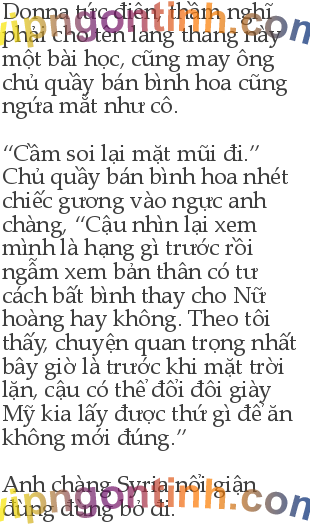 Donna tức điên, thầm nghĩ
phải cho tên lang thang này
một bài học, cũng may ông
chủ quầy bán bình hoa cũng
ngứa mắt như cô.
“Cầm soi lại mặt mũi đi.”
Chủ quầy bán bình hoa nhét
chiếc gương vào ngực anh
chàng, “Cậu nhìn lại xem
mình là hạng gì trước rồi
ngẫm xem bản thân có tư
cách bất bình thay cho Nữ
hoàng hay không. Theo tôi
thấy, chuyện quan trọng nhất
bây giờ là trước khi mặt trời
lặn, cậu có thể đổi đôi giày
Mỹ kia lấy được thứ gì để ăn
không mới đúng.”
Anh chàng Syria nổi giận
đùng đùng bỏ đi.
vipngontinh.com
vipngontinh.com